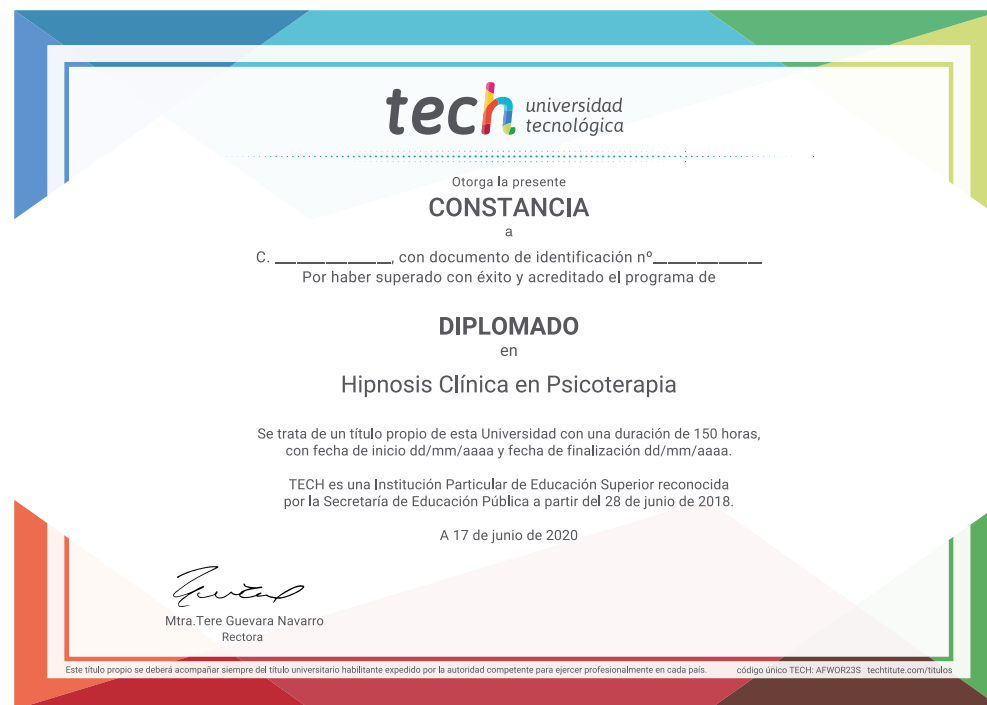 tech universidad
tecnológica
Otorga la presente
CONSTANCIA
a
C. ______________, con documento de identificación nº_____________
Por haber superado con éxito y acreditado el programa de
DIPLOMADO
en
Hipnosis Clínica en Psicoterapia
Se trata de un título propio de esta Universidad con una duración de 150 horas,
con fecha de inicio dd/mm/aaaa y fecha de finalización dd/mm/aaaa.
TECH es una Institución Particular de Educación Superior reconocida
por la Secretaría de Educación Pública a partir del 28 de junio de 2018.
A 17 de junio de 2020
Mtra.Tere Guevara Navarro
Rectora
Este título propio se deberá acompañar siempre del título universitario habilitante expedido por la autoridad competente para ejercer profesionalmente en cada país. código único TECH: AFWOR23S techtitute.com/titulos